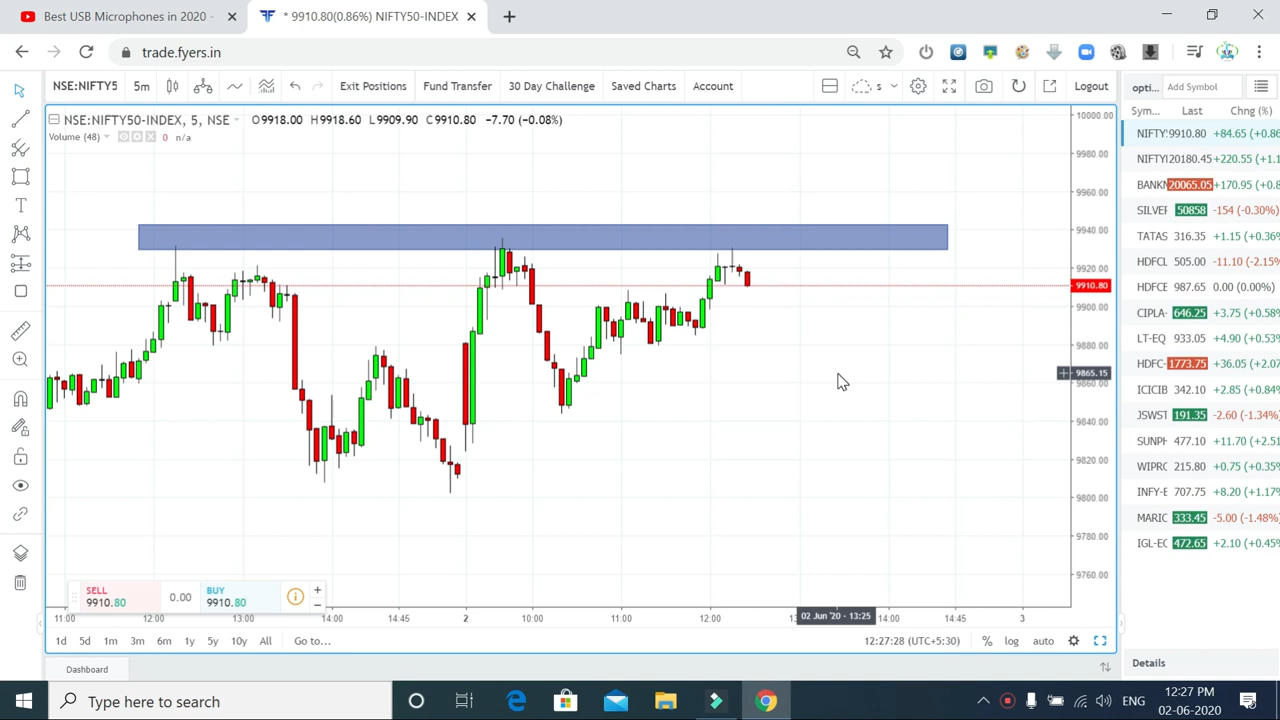 Best USB Microphones in 2020 -
* 9910.80(0.86%) NIFTY50-INDEX
trade.fyers.in
NSE:NIFTY5 5m Exit Positions Fund Transfer 30 Day Challenge Saved Charts Account s Logout
opti... Add Symbol
Sym... Last Chng (%)
NSE:NIFTY50-INDEX, 5, NSE O9918.00 H9918.60 L9909.90 C9910.80 -7.70 (-0.08%)
Volume (48) 0 n/a
10000.00
9980.00
9960.00
9940.00
9920.00
9910.80
9900.00
9880.00
9865.15
9860.00
9840.00
9820.00
9800.00
9780.00
9760.00
NIFTY: 9910.80 +84.65 (+0.86
NIFTYI 20180.45 +220.55 (+1.1
BANKN 20065.05 +170.95 (+0.8
SILVER 50858 -154 (-0.30%)
TATAS 316.35 +1.15 (+0.36%
HDFCL 505.00 -11.10 (-2.15%
HDFCE 987.65 0.00 (0.00%)
CIPLA- 646.25 +3.75 (+0.58%
LT-EQ 933.05 +4.90 (+0.53%
HDFC- 1773.75 +36.05 (+2.07
ICICIB 342.10 +2.85 (+0.84%
JSWST 191.35 -2.60 (-1.34%)
SUNPH 477.10 +11.70 (+2.51
WIPRO 215.80 +0.75 (+0.35%
INFY-E 707.75 +8.20 (+1.17%
MARIC 333.45 -5.00 (-1.48%)
IGL-EC 472.65 +2.10 (+0.45%
SELL
9910.80
0.00
BUY
9910.80
+
−
11:00 12:00 13:00 14:00 14:45 2 10:00 11:00 12:00 02 Jun '20 - 13:25 14:00 14:45 3
1d 5d 1m 3m 6m 1y 5y 10y All Go to... 12:27:28 (UTC+5:30) % log auto
Dashboard
Details
Type here to search
ENG
12:27 PM
02-06-2020